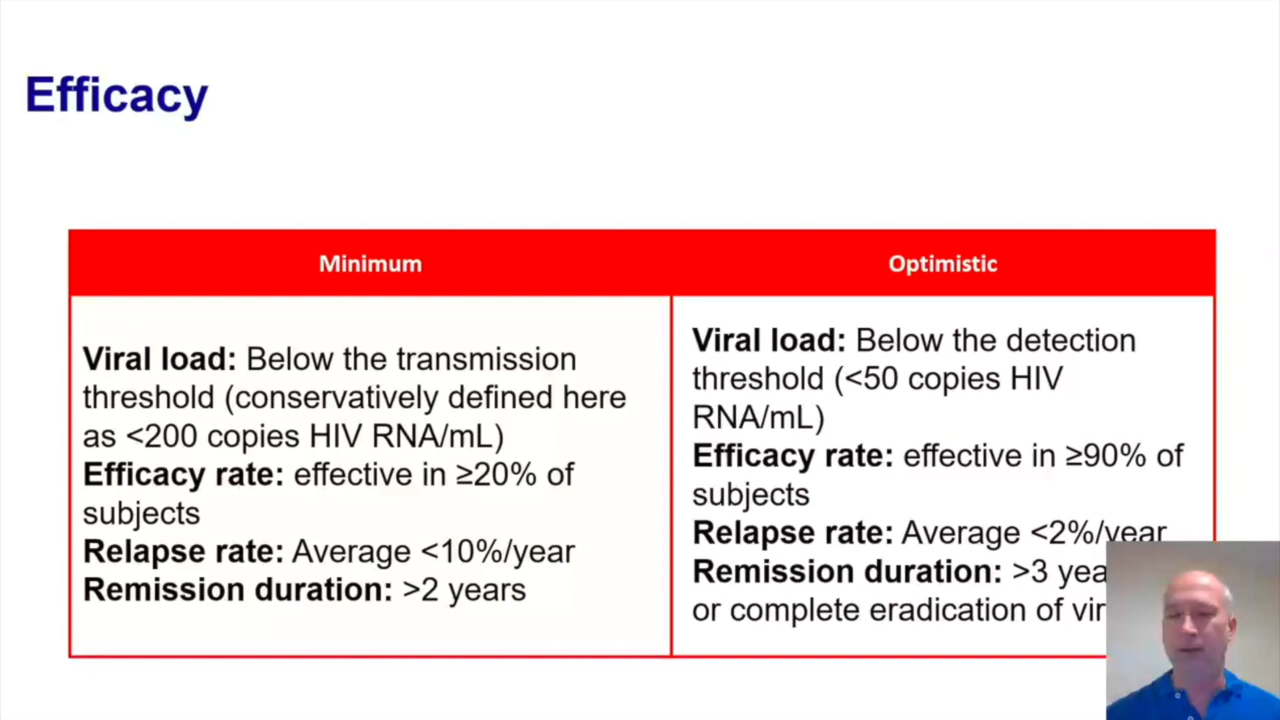 Efficacy
Minimum
Optimistic
Viral load: Below the transmission
threshold (conservatively defined here
as <200 copies HIV RNA/mL)
Efficacy rate: effective in ≥20% of
subjects
Relapse rate: Average <10%/year
Remission duration: >2 years
Viral load: Below the detection
threshold (<50 copies HIV
RNA/mL)
Efficacy rate: effective in ≥90% of
subjects
Relapse rate: Average <2%/year
Remission duration: >3
or complete eradication of